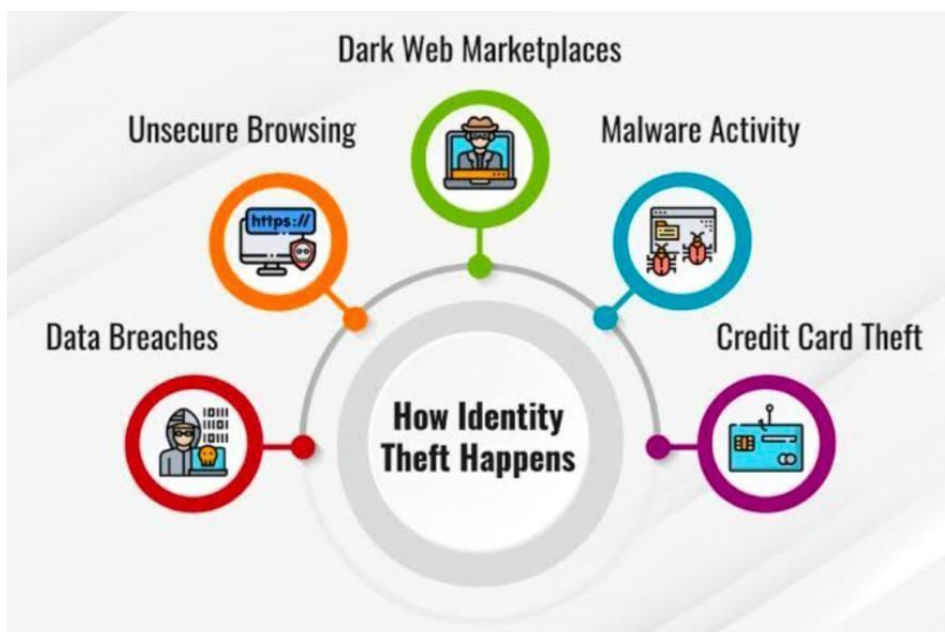 Dark Web Marketplaces
Unsecure Browsing
Malware Activity
https://
Data Breaches
Credit Card Theft
How Identity
Theft Happens